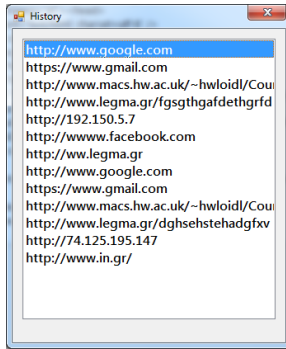 History
http://www.google.com
https://www.gmail.com
http://www.macs.hw.ac.uk/~hwloidl/Cou
http://www.legma.gr/fgsgthgafdethgrfd
http://192.150.5.7
http://wwww.facebook.com
http://ww.legma.gr
http://www.google.com
https://www.gmail.com
http://www.macs.hw.ac.uk/~hwloidl/Cou
http://www.legma.gr/dghsehstehadgfxv
http://74.125.195.147
http://www.in.gr/